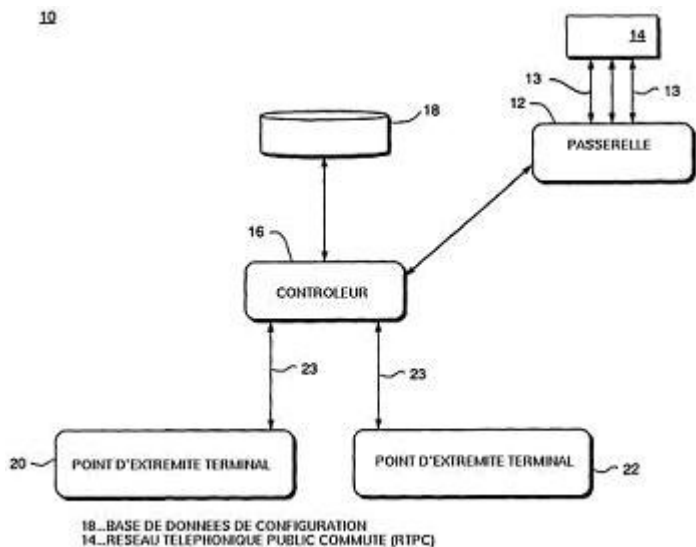 10
14
13
13
12
PASSERELLE
18
16
CONTROLEUR
23
23
20
POINT D'EXTREMITE TERMINAL
POINT D'EXTREMITE TERMINAL
22
18...BASE DE DONNEES DE CONFIGURATION
14...RESEAU TELEPHONIQUE PUBLIC COMMUTE (RTPC)